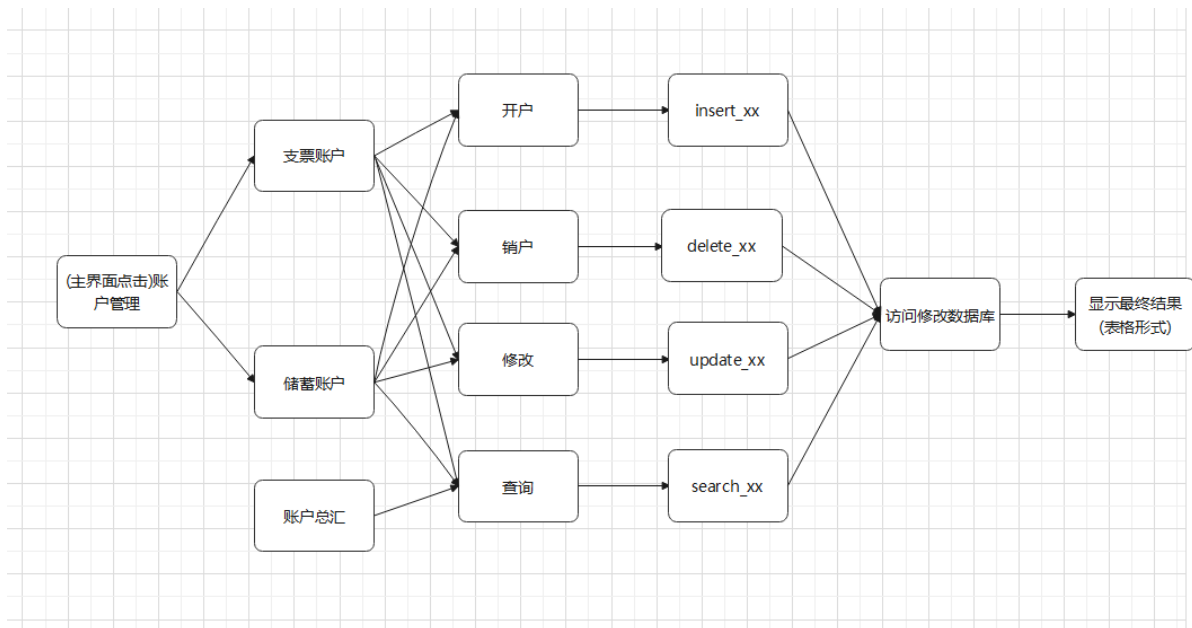 (主界面点击)账
户管理
支票账户
储蓄账户
账户总汇
开户
销户
修改
查询
insert_xx
delete_xx
update_xx
search_xx
访问修改数据库
显示最终结果
(表格形式)